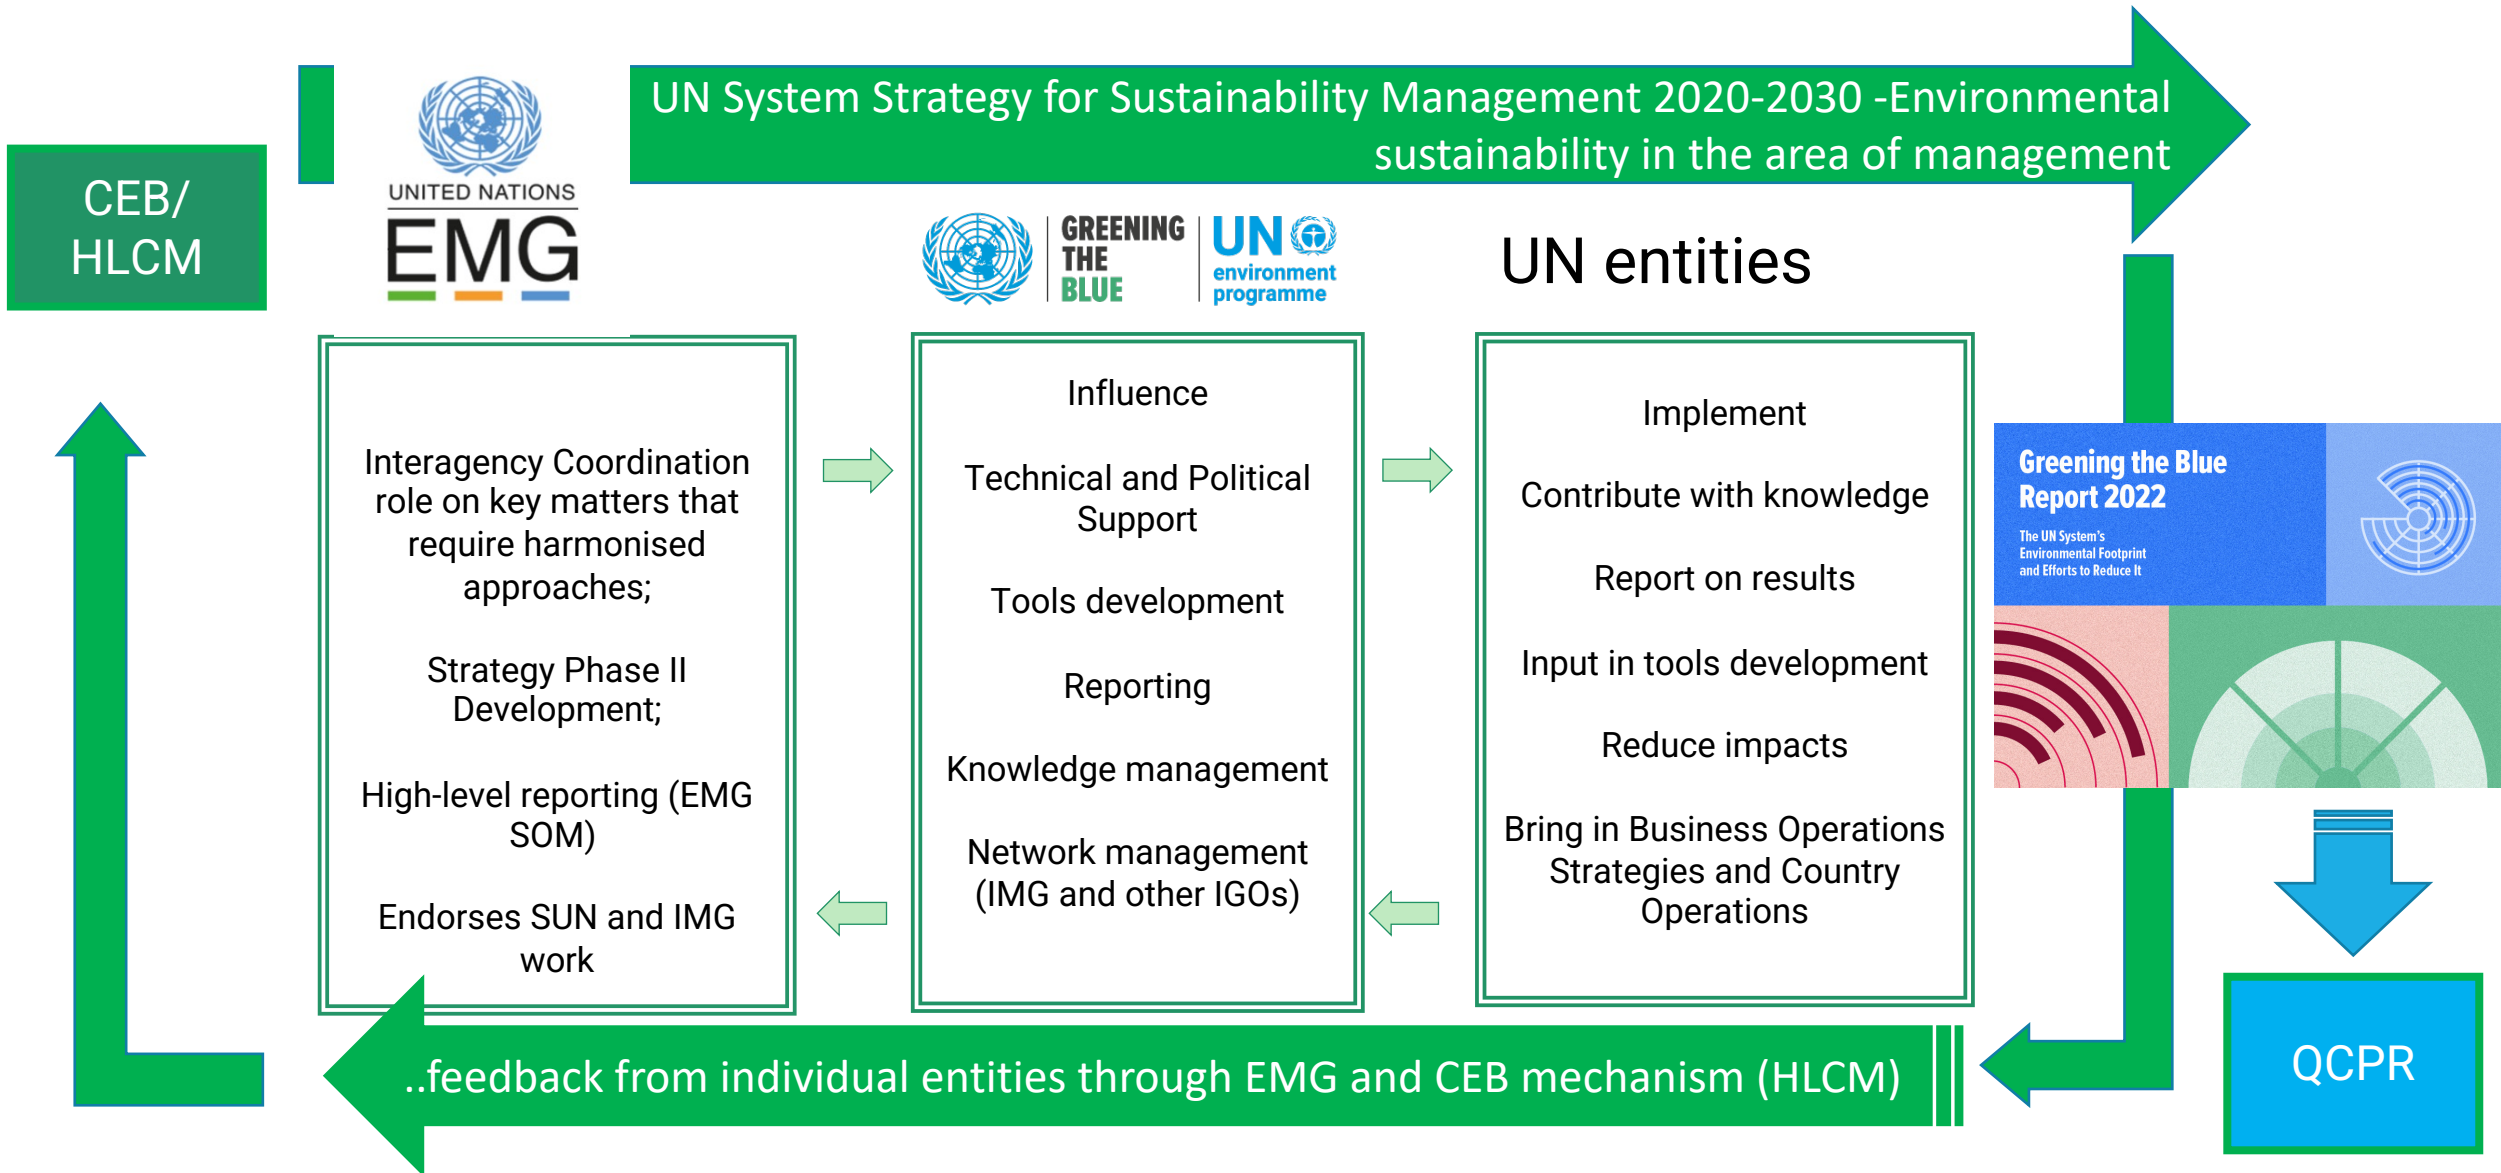 UN System Strategy for Sustainability Management 2020-2030 -Environmental
sustainability in the area of management
CEB/
HLCM
UNITED NATIONS
EMG
GREENING
THE
BLUE
UN
environment
programme
UN entities
Interagency Coordination
role on key matters that
require harmonised
approaches;
Strategy Phase II
Development;
High-level reporting (EMG
SOM)
Endorses SUN and IMG
work
Influence
Technical and Political
Support
Tools development
Reporting
Knowledge management
Network management
(IMG and other IGOs)
Implement
Contribute with knowledge
Report on results
Input in tools development
Reduce impacts
Bring in Business Operations
Strategies and Country
Operations
Greening the Blue
Report 2022
The UN System's
Environmental Footprint
and Efforts to Reduce It
QCPR
..feedback from individual entities through EMG and CEB mechanism (HLCM)